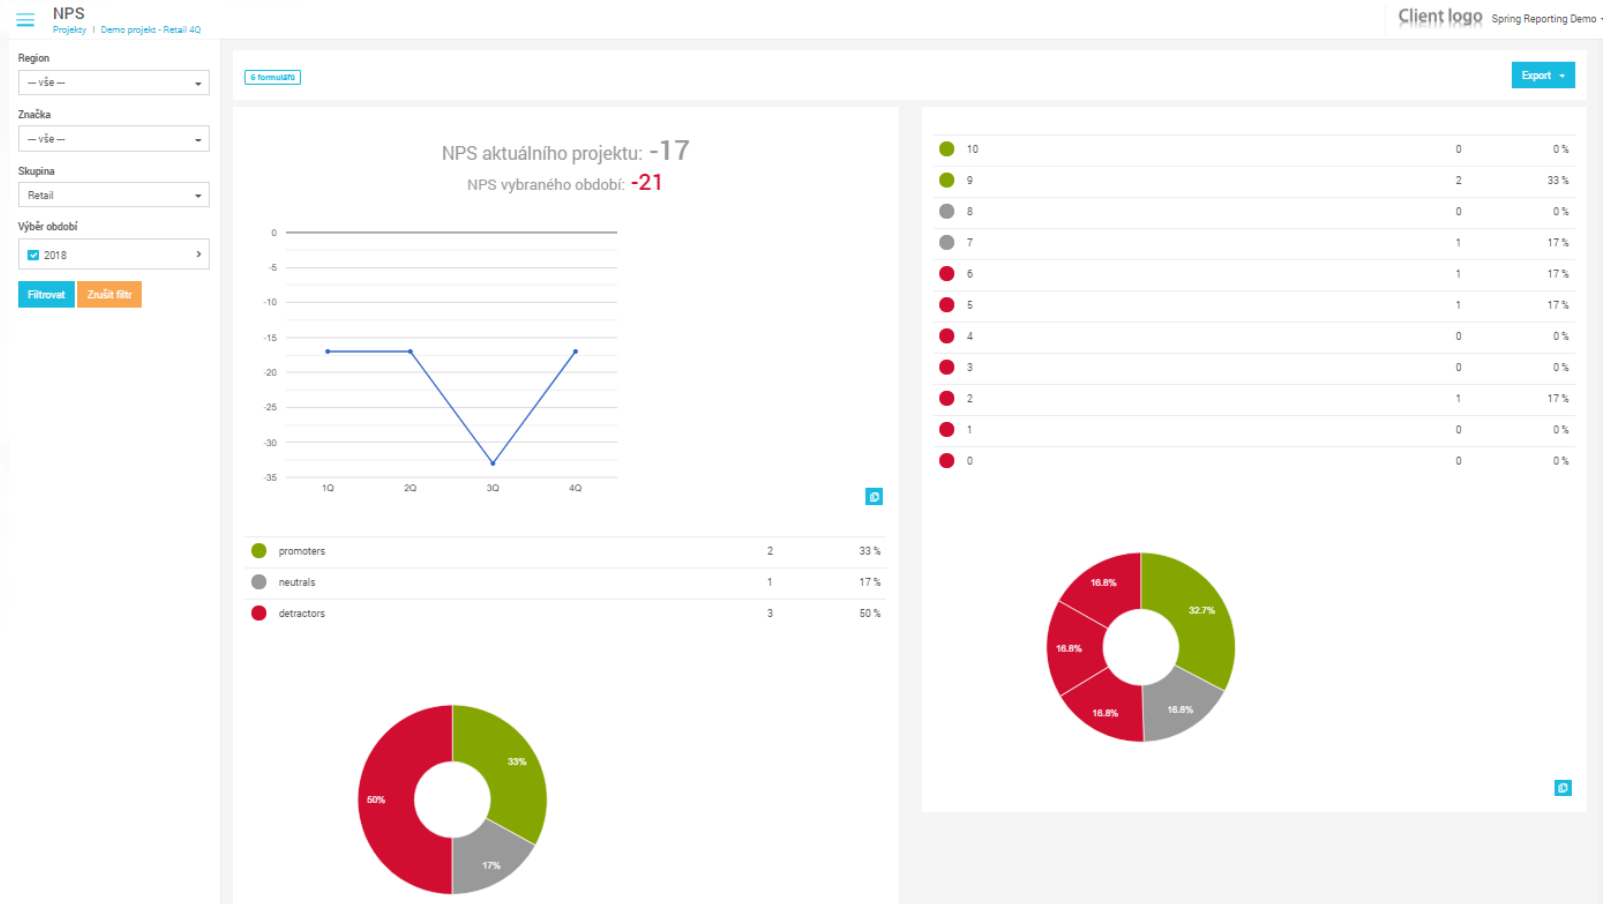 NPS
Projekty | Demo projekt - Retail 4Q
Client logo Spring Reporting Demo
Region
--- vše ---
Značka
--- vše ---
Skupina
Retail
Výběr období
2018
Filtrovat Zrušit filtr
6 formulářů
Export
NPS aktuálního projektu: -17
NPS vybraného období: -21
0
-5
-10
-15
-20
-25
-30
-35
1Q 2Q 3Q 4Q
promoters 2 33 %
neutrals 1 17 %
detractors 3 50 %
33%
50%
17%
10 0 0 %
9 2 33 %
8 0 0 %
7 1 17 %
6 1 17 %
5 1 17 %
4 0 0 %
3 0 0 %
2 1 17 %
1 0 0 %
0 0 0 %
16.8%
32.7%
16.8%
16.8%
16.8%